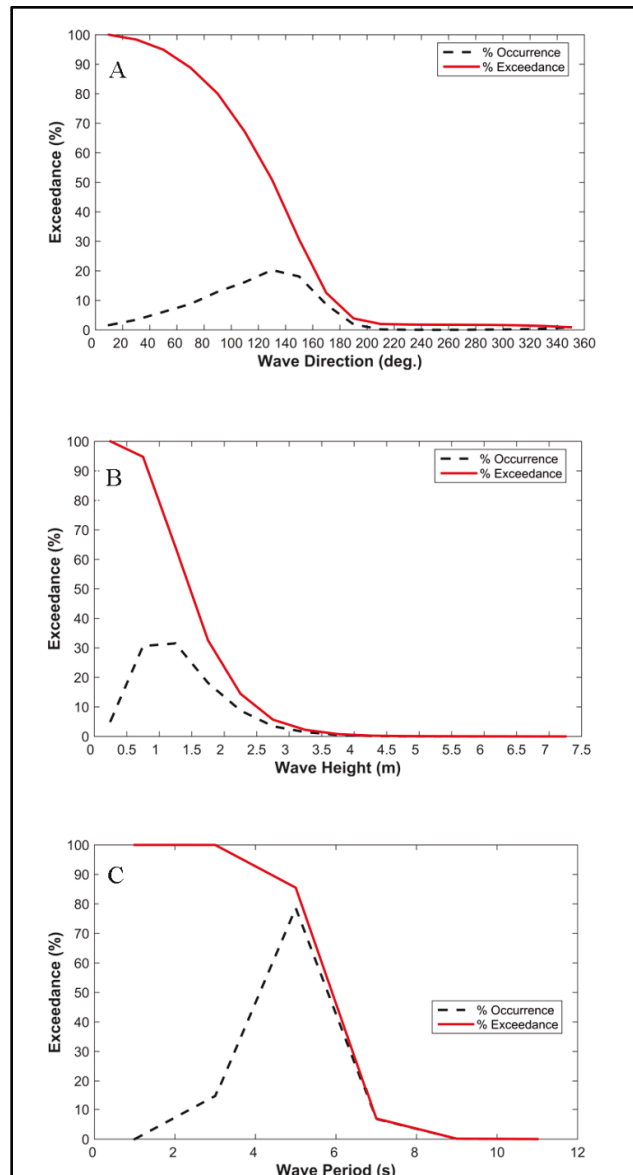 100
90
80
70
60
50
40
30
20
10
0
A
% Occurrence
% Exceedance
Exceedance (%)
0 20 40 60 80 100 120 140 160 180 200 220 240 260 280 300 320 340 360
Wave Direction (deg.)
100
90
80
70
60
50
40
30
20
10
0
B
% Occurrence
% Exceedance
Exceedance (%)
0 0.5 1 1.5 2 2.5 3 3.5 4 4.5 5 5.5 6 6.5 7 7.5
Wave Height (m)
100
90
80
70
60
50
40
30
20
10
0
C
% Occurrence
% Exceedance
Exceedance (%)
0 2 4 6 8 10 12
Wave Period (s)